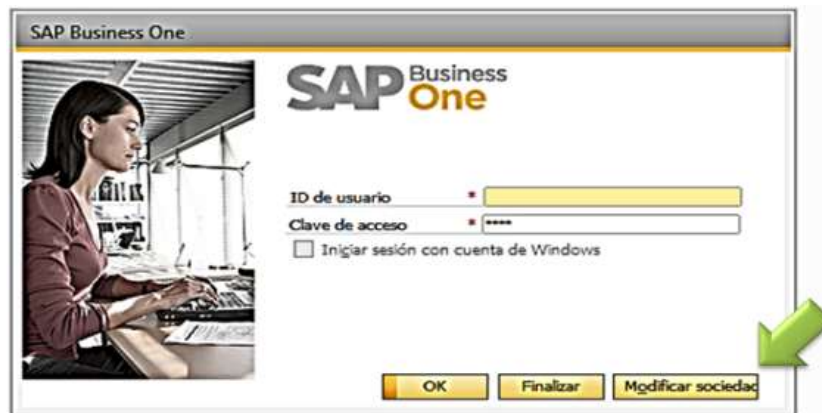 SAP Business One
SAP Business One
ID de usuario *
Clave de acceso * ****
Iniciar sesión con cuenta de Windows
OK Finalizar Modificar sociedad